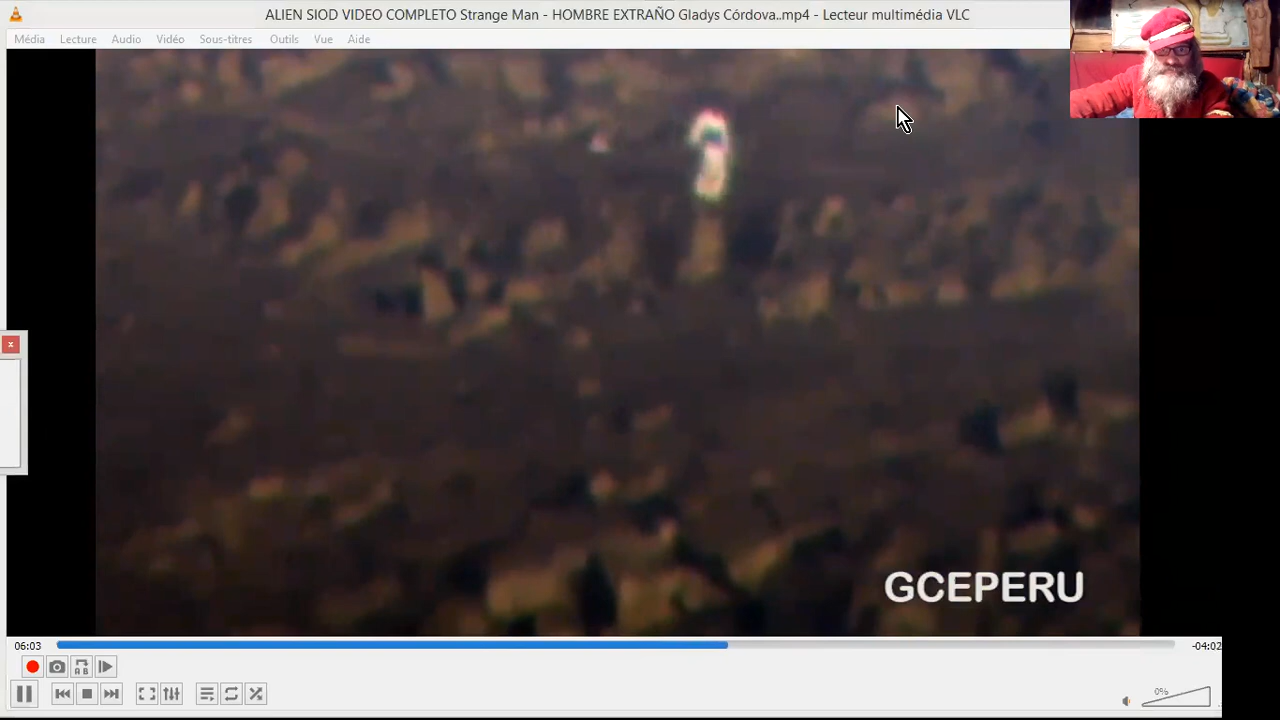 ALIEN SIOD VIDEO COMPLETO Strange Man - HOMBRE EXTRAÑO Gladys Córdova..mp4 - Lecteur multimédia VLC
Média Lecture Audio Vidéo Sous-titres Outils Vue Aide
GCEPERU
06:03 -04:02
0%